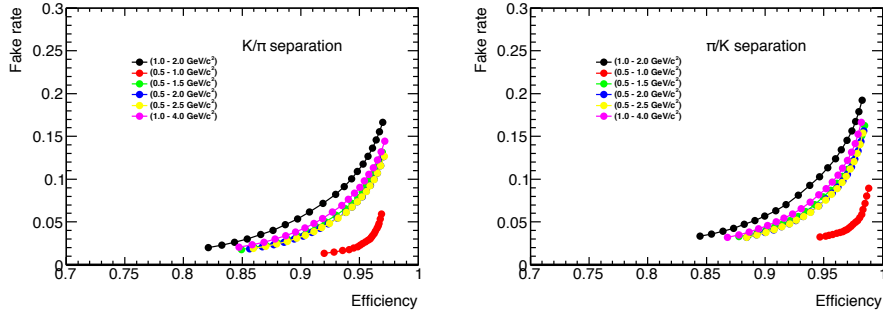 Fake rate
0.3
0.25
0.2
0.15
0.1
0.05
0
K/π separation
(1.0 - 2.0 GeV/c²)
(0.5 - 1.0 GeV/c²)
(0.5 - 1.5 GeV/c²)
(0.5 - 2.0 GeV/c²)
(0.5 - 2.5 GeV/c²)
(1.0 - 4.0 GeV/c²)
0.7 0.75 0.8 0.85 0.9 0.95 1
Efficiency
Fake rate
0.3
0.25
0.2
0.15
0.1
0.05
0
π/K separation
(1.0 - 2.0 GeV/c²)
(0.5 - 1.0 GeV/c²)
(0.5 - 1.5 GeV/c²)
(0.5 - 2.0 GeV/c²)
(0.5 - 2.5 GeV/c²)
(1.0 - 4.0 GeV/c²)
0.7 0.75 0.8 0.85 0.9 0.95 1
Efficiency